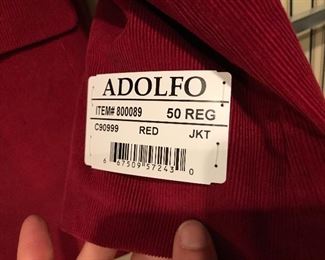 ADOLFO
ITEM# 800089 50 REG
C90999 RED JKT
6 67509 57243 0